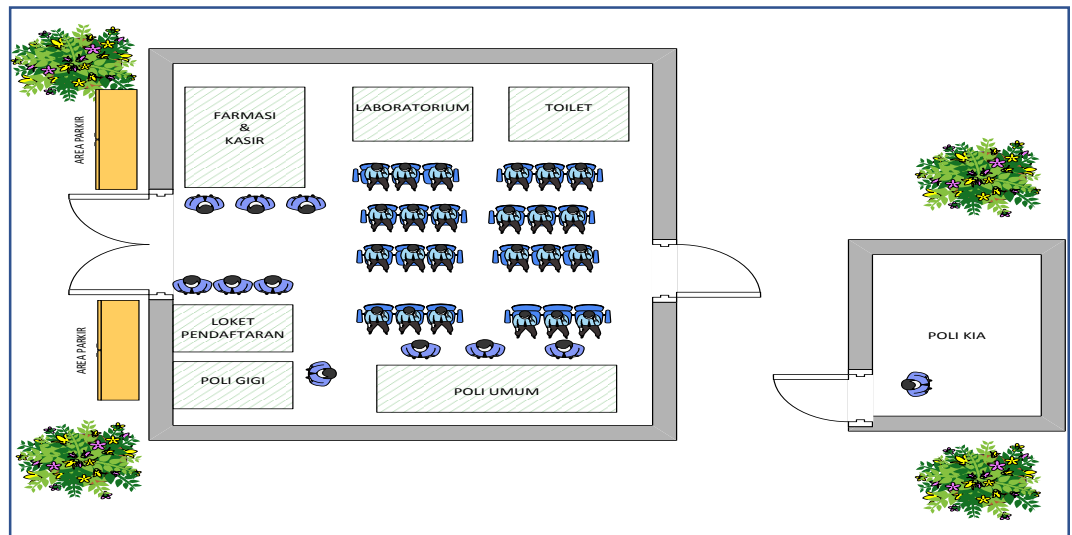 AREA PARKIR
FARMASI
&
KASIR
LABORATORIUM
TOILET
LOKET
PENDAFTARAN
AREA PARKIR
POLI GIGI
POLI UMUM
POLI KIA